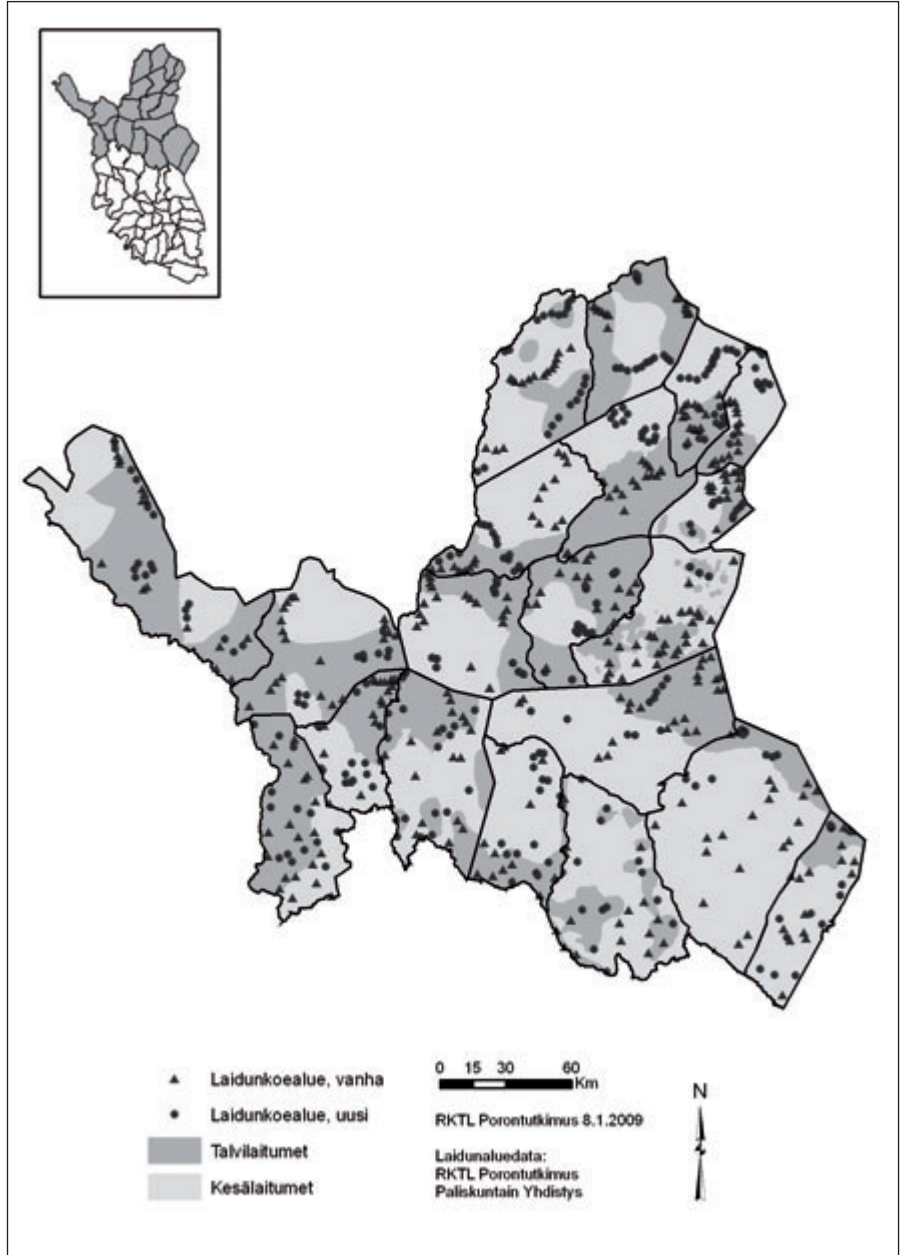 Laidunkoealue, vanha
Laidunkoealue, uusi
Talvilaitumet
Kesälaitumet
0 15 30 60
Km
RKTL Porontutkimus 8.1.2009
Laidunaluedata:
RKTL Porontutkimus
Paliskuntain Yhdistys
N